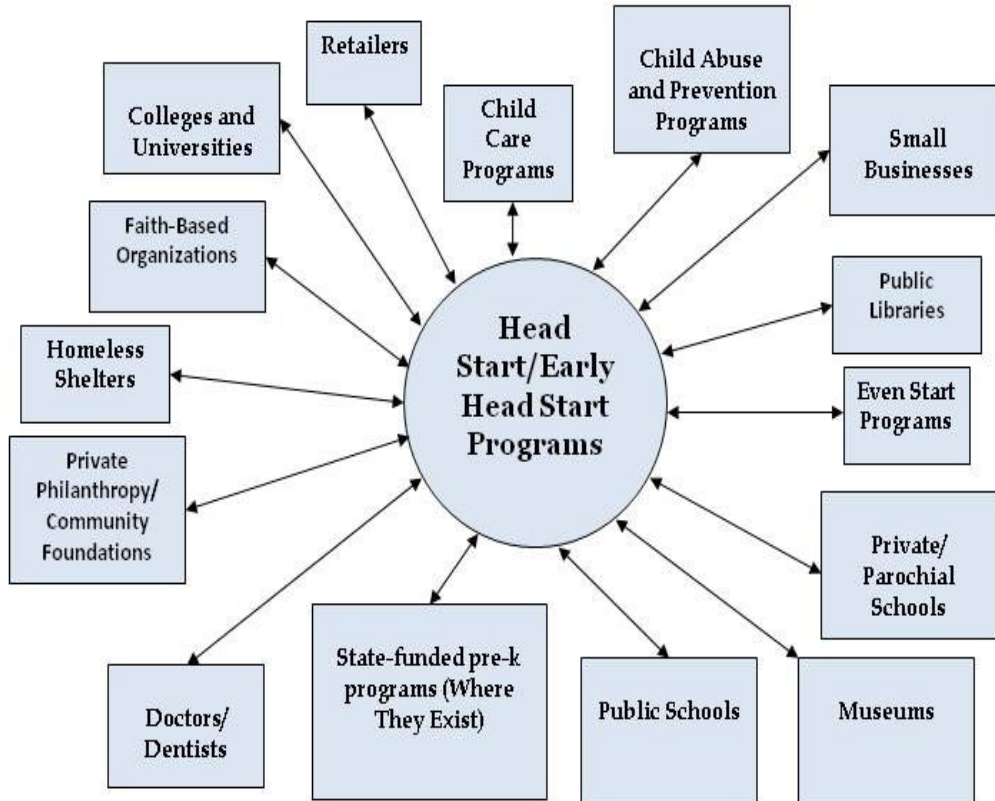 Retailers
Child Abuse
and Prevention
Programs
Colleges and
Universities
Child
Care
Programs
Small
Businesses
Faith-Based
Organizations
Public
Libraries
Head
Start/Early
Head Start
Programs
Homeless
Shelters
Even Start
Programs
Private
Philanthropy/
Community
Foundations
Private/
Parochial
Schools
State-funded pre-k
programs (Where
They Exist)
Doctors/
Dentists
Public Schools
Museums